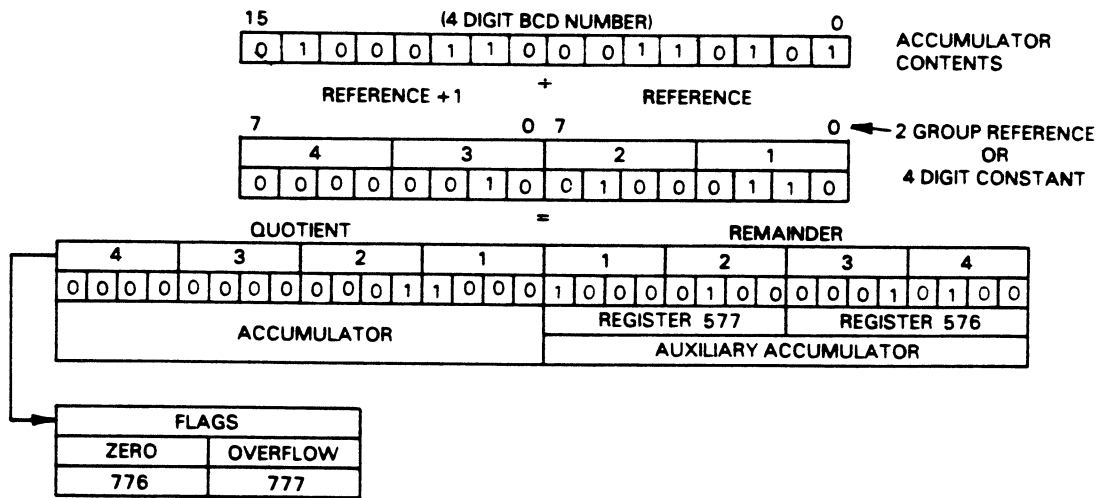 15 (4 DIGIT BCD NUMBER) 0
0 1 0 0 0 1 1 0 0 0 1 1 0 1 0 1
ACCUMULATOR
CONTENTS
÷
REFERENCE +1 REFERENCE
7 0 7 0
2 GROUP REFERENCE
OR
4 DIGIT CONSTANT
4 3 2 1
0 0 0 0 0 0 1 0 0 1 0 0 0 1 1 0
=
QUOTIENT REMAINDER
4 3 2 1 1 2 3 4
0 0 0 0 0 0 0 0 0 0 0 1 1 0 0 0 1 0 0 0 0 1 0 0 0 0 0 1 0 1 0 0
ACCUMULATOR
REGISTER 577 REGISTER 576
AUXILIARY ACCUMULATOR
FLAGS
ZERO OVERFLOW
776 777